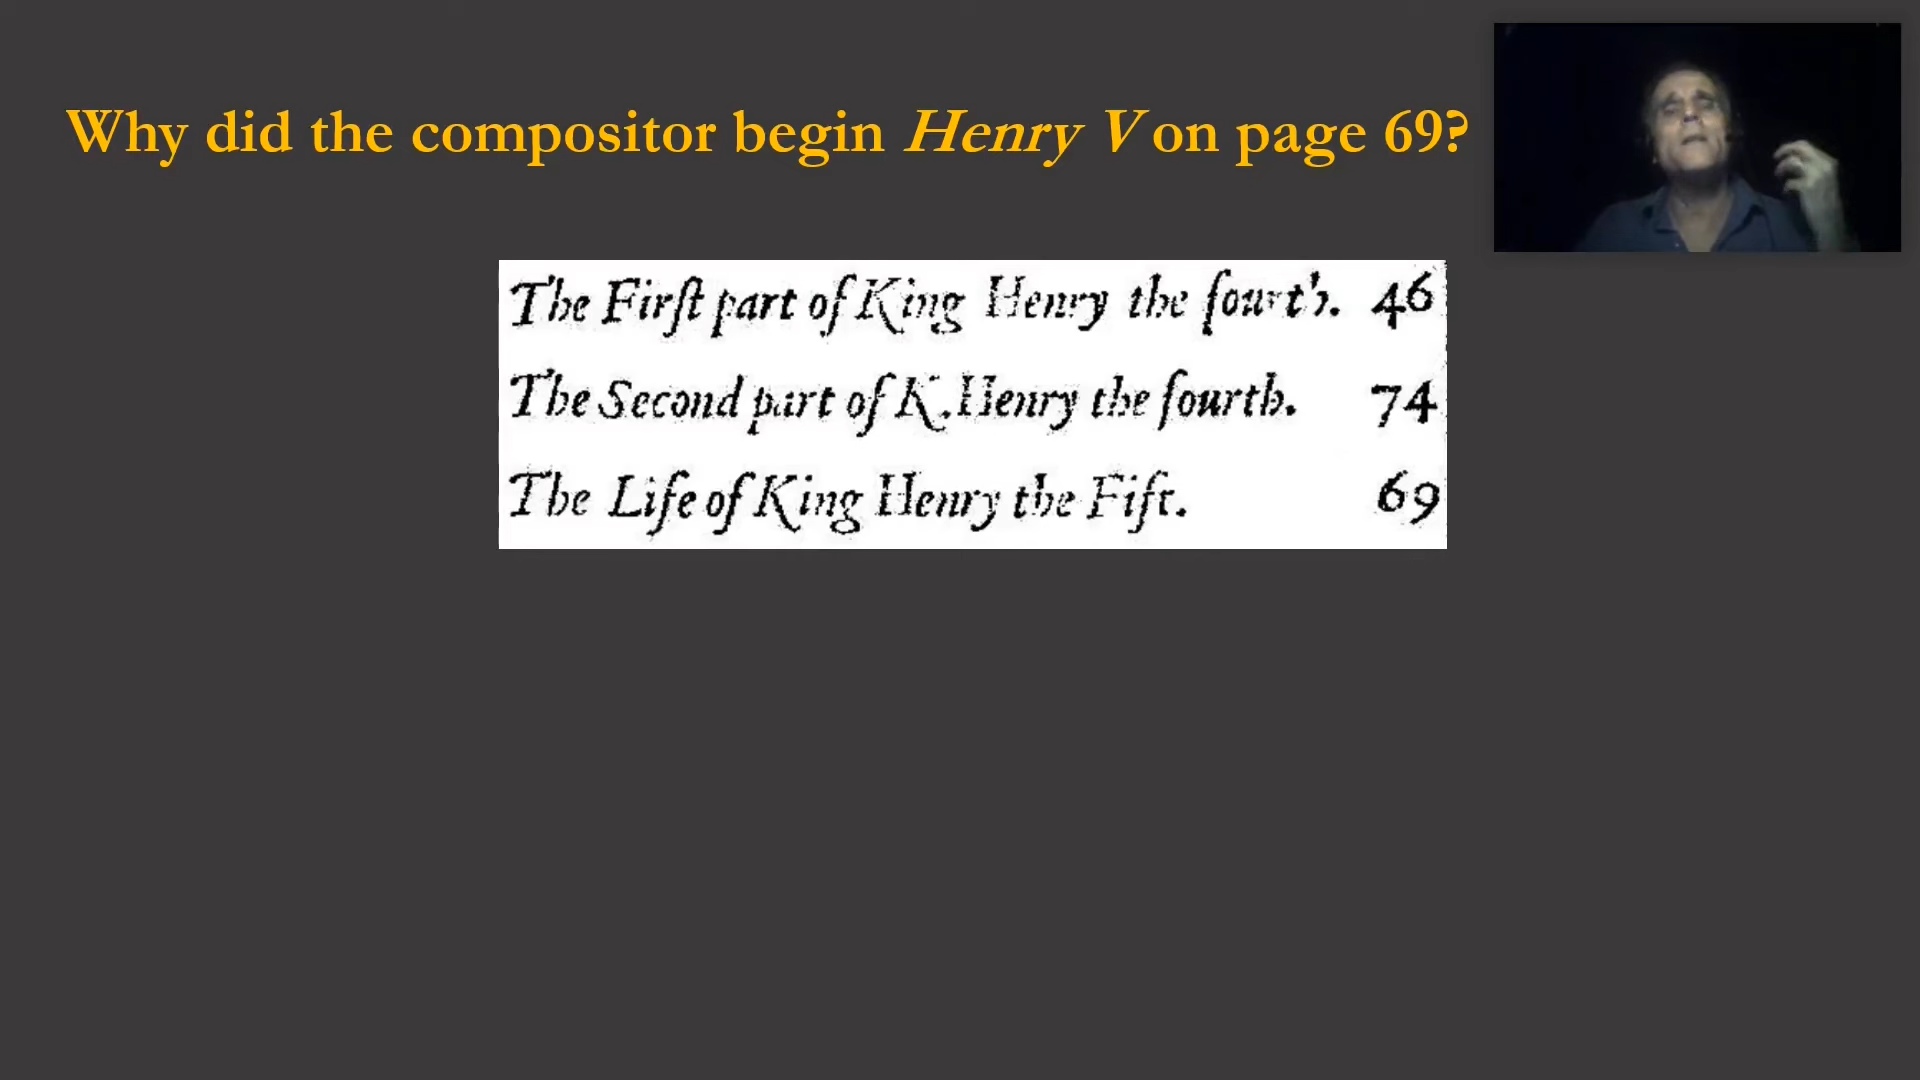 Why did the compositor begin Henry V on page 69?
The Firſt part of King Henry the fourth. 46
The Second part of K. Henry the fourth. 74
The Life of King Henry the Fift. 69